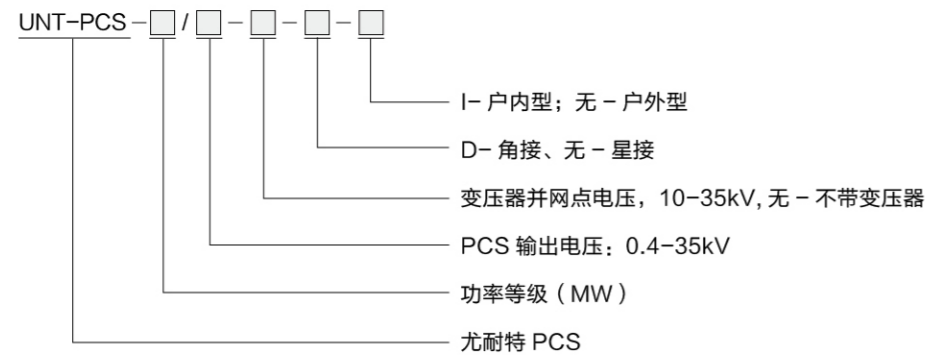 UNT-PCS-□/□-□-□-□
I-户内型；无-户外型
D-角接、无-星接
变压器并网点电压，10-35kV, 无-不带变压器
PCS 输出电压：0.4-35kV
功率等级（MW）
尤耐特 PCS